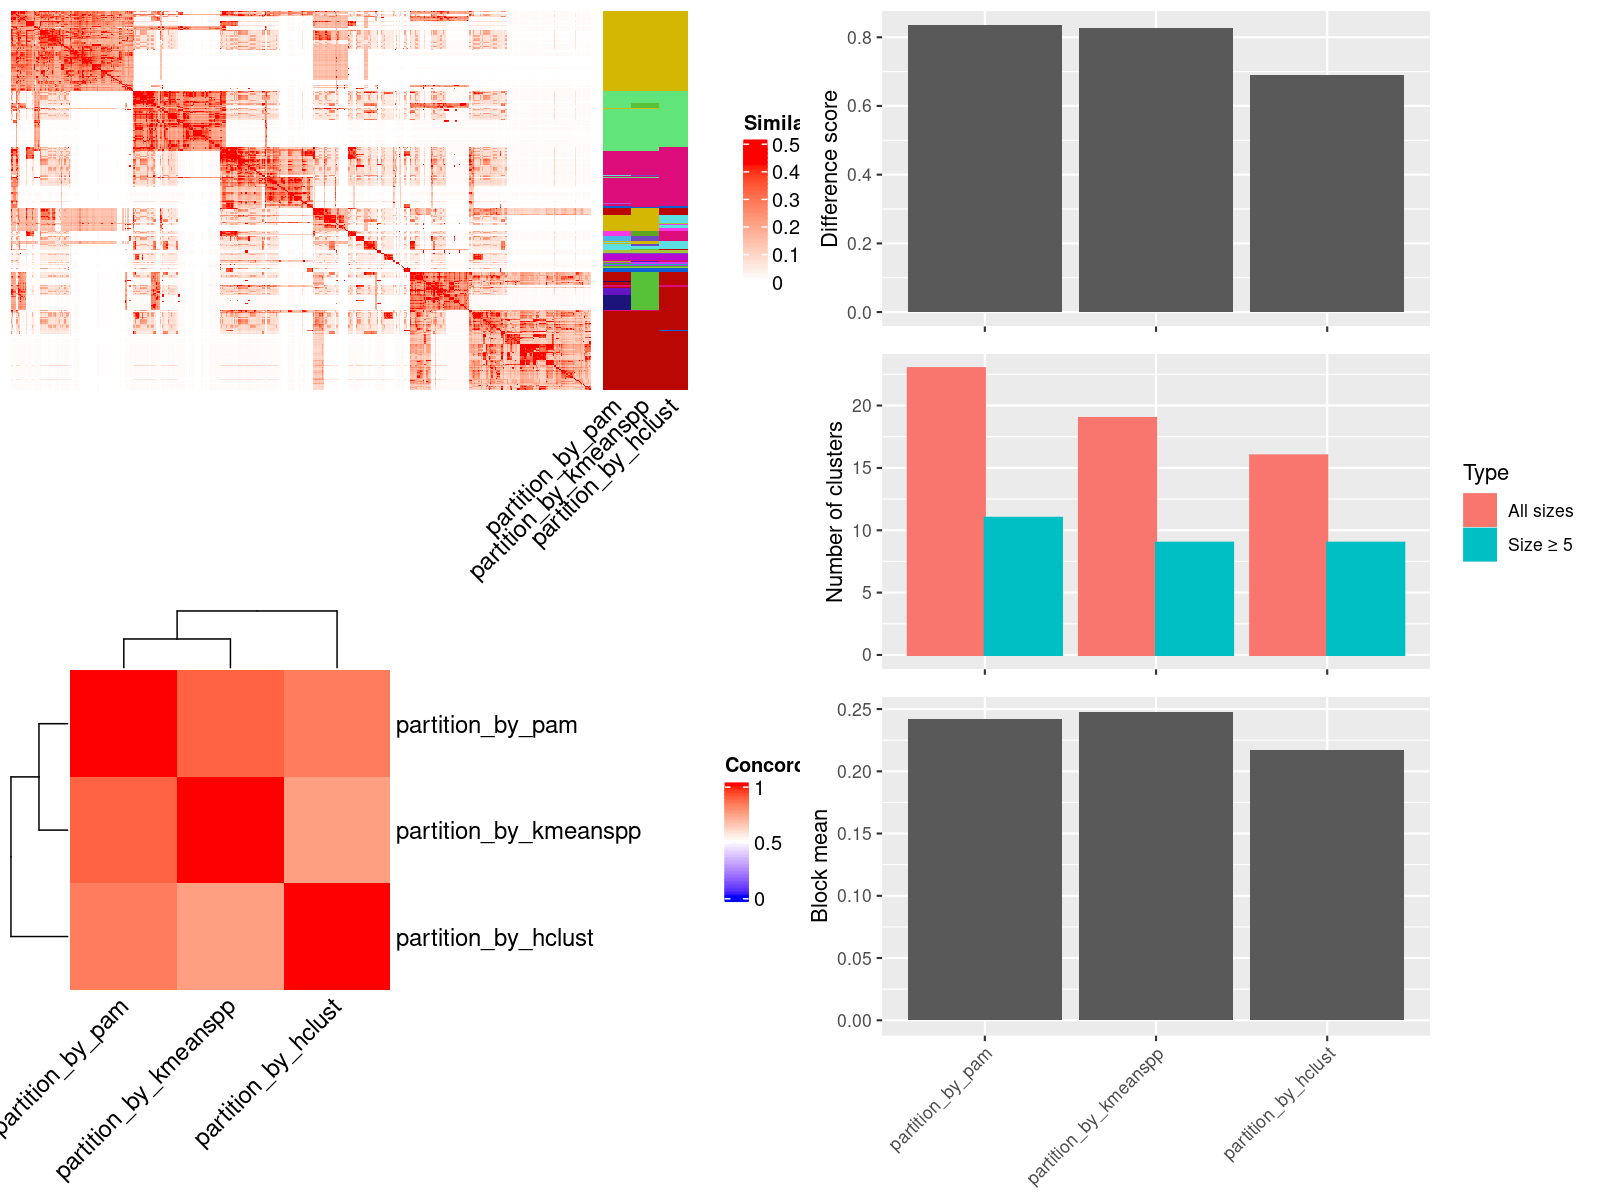 Simila
0.5
0.4
0.3
0.2
0.1
0
partition_by_pam
partition_by_kmeanspp
partition_by_hclust
partition_by_pam
partition_by_kmeanspp
partition_by_hclust
partition_by_pam
partition_by_kmeanspp
partition_by_hclust
Concord
1
0.5
0
Difference score
0.8
0.6
0.4
0.2
0.0
Number of clusters
20
15
10
5
0
Type
All sizes
Size ≥ 5
Block mean
0.25
0.20
0.15
0.10
0.05
0.00
partition_by_pam
partition_by_kmeanspp
partition_by_hclust